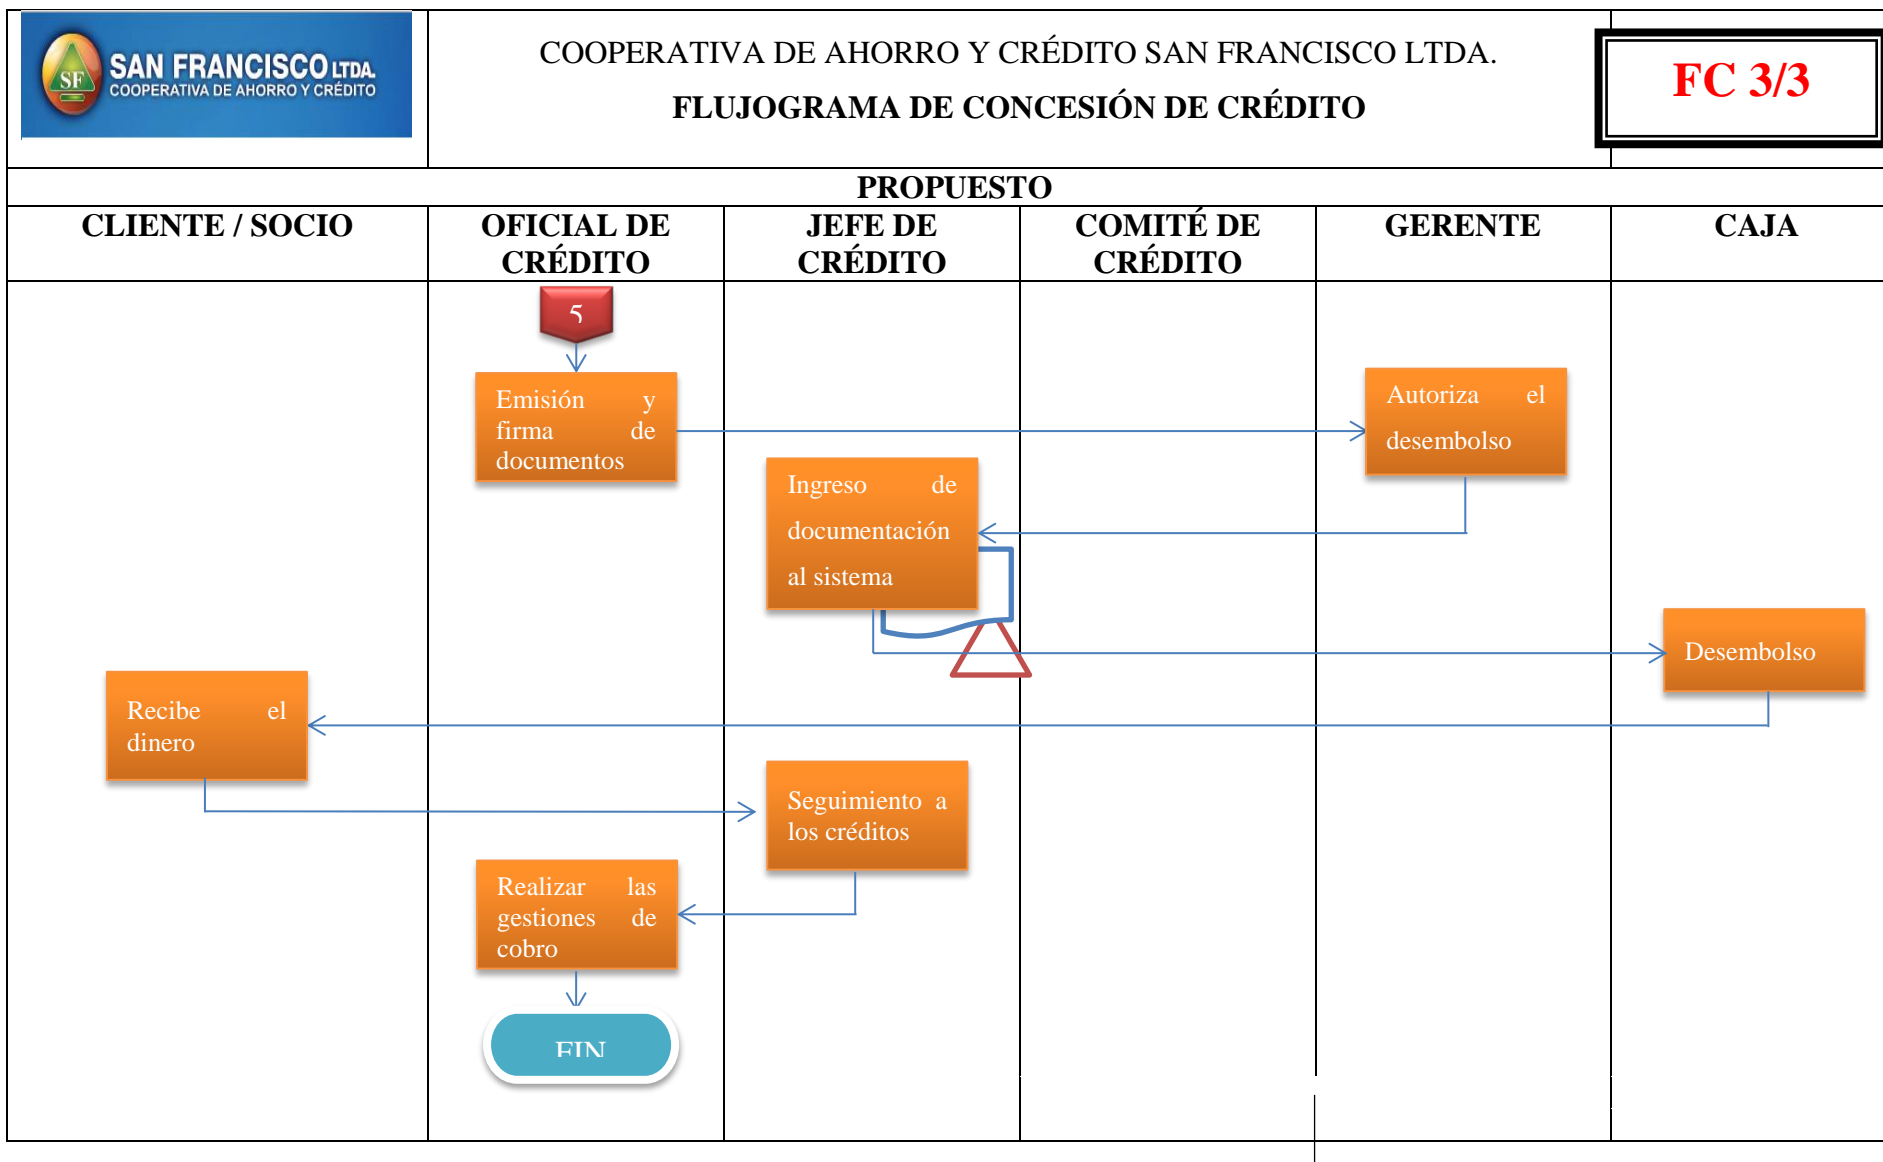 SF
SAN FRANCISCO LTDA.
COOPERATIVA DE AHORRO Y CRÉDITO
COOPERATIVA DE AHORRO Y CRÉDITO SAN FRANCISCO LTDA.
FLUJOGRAMA DE CONCESIÓN DE CRÉDITO
FC 3/3
PROPUESTO
CLIENTE / SOCIO
OFICIAL DE
CRÉDITO
JEFE DE
CRÉDITO
COMITÉ DE
CRÉDITO
GERENTE
CAJA
5
Emisión y
firma de
documentos
Autoriza el
desembolso
Ingreso de
documentación
al sistema
Desembolso
Recibe el
dinero
Seguimiento a
los créditos
Realizar las
gestiones de
cobro
FIN